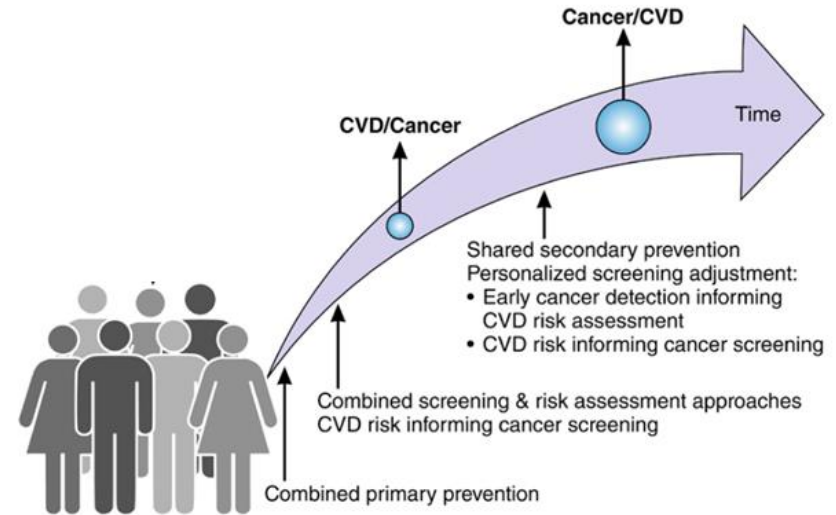 Cancer/CVD
Time
CVD/Cancer
Shared secondary prevention
Personalized screening adjustment:
• Early cancer detection informing
CVD risk assessment
• CVD risk informing cancer screening
Combined screening & risk assessment approaches
CVD risk informing cancer screening
Combined primary prevention